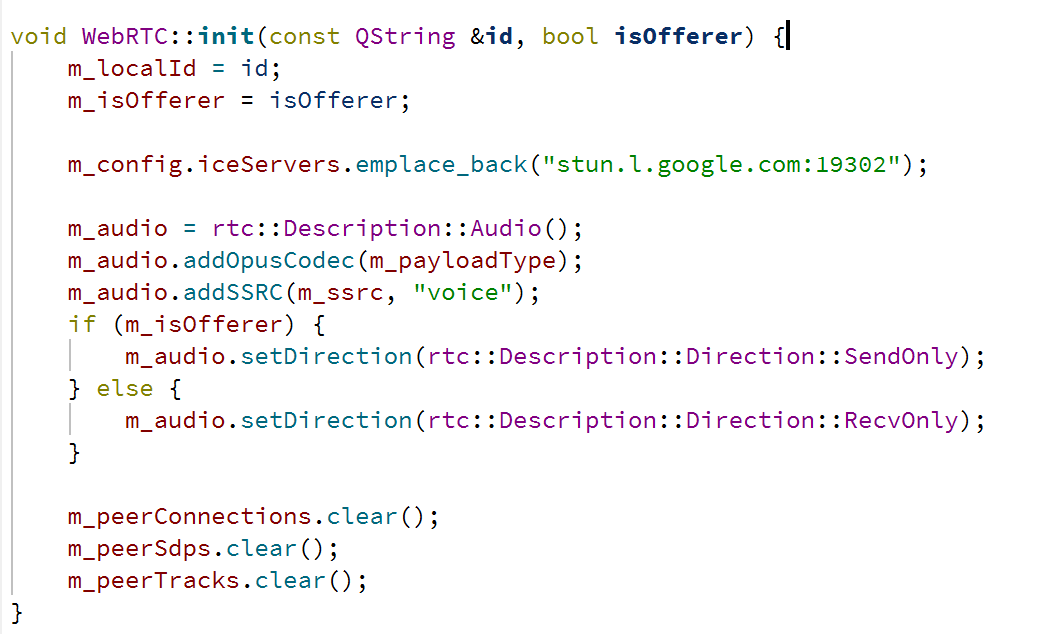 void WebRTC::init(const QString &id, bool isOfferer) {
    m_localId = id;
    m_isOfferer = isOfferer;

    m_config.iceServers.emplace_back("stun.l.google.com:19302");

    m_audio = rtc::Description::Audio();
    m_audio.addOpusCodec(m_payloadType);
    m_audio.addSSRC(m_ssrc, "voice");
    if (m_isOfferer) {
        m_audio.setDirection(rtc::Description::Direction::SendOnly);
    } else {
        m_audio.setDirection(rtc::Description::Direction::RecvOnly);
    }

    m_peerConnections.clear();
    m_peerSdps.clear();
    m_peerTracks.clear();
}